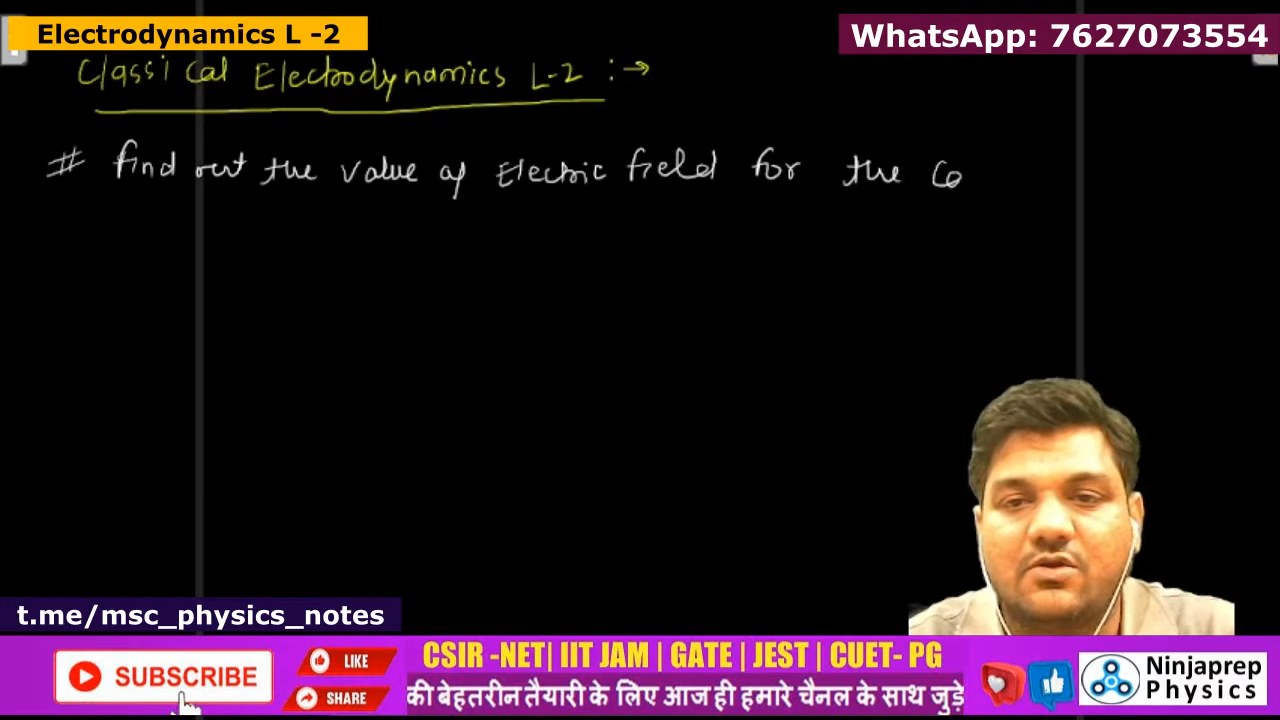 Electrodynamics L -2
WhatsApp: 7627073554
Classical Electrodynamics L-2 :→
# find out the value of Electric field for the Co
t.me/msc_physics_notes
SUBSCRIBE
LIKE
SHARE
CSIR -NET| IIT JAM | GATE | JEST | CUET- PG
की बेहतरीन तैयारी के लिए आज ही हमारे चैनल के साथ जुड़े
Ninjaprep
Physics